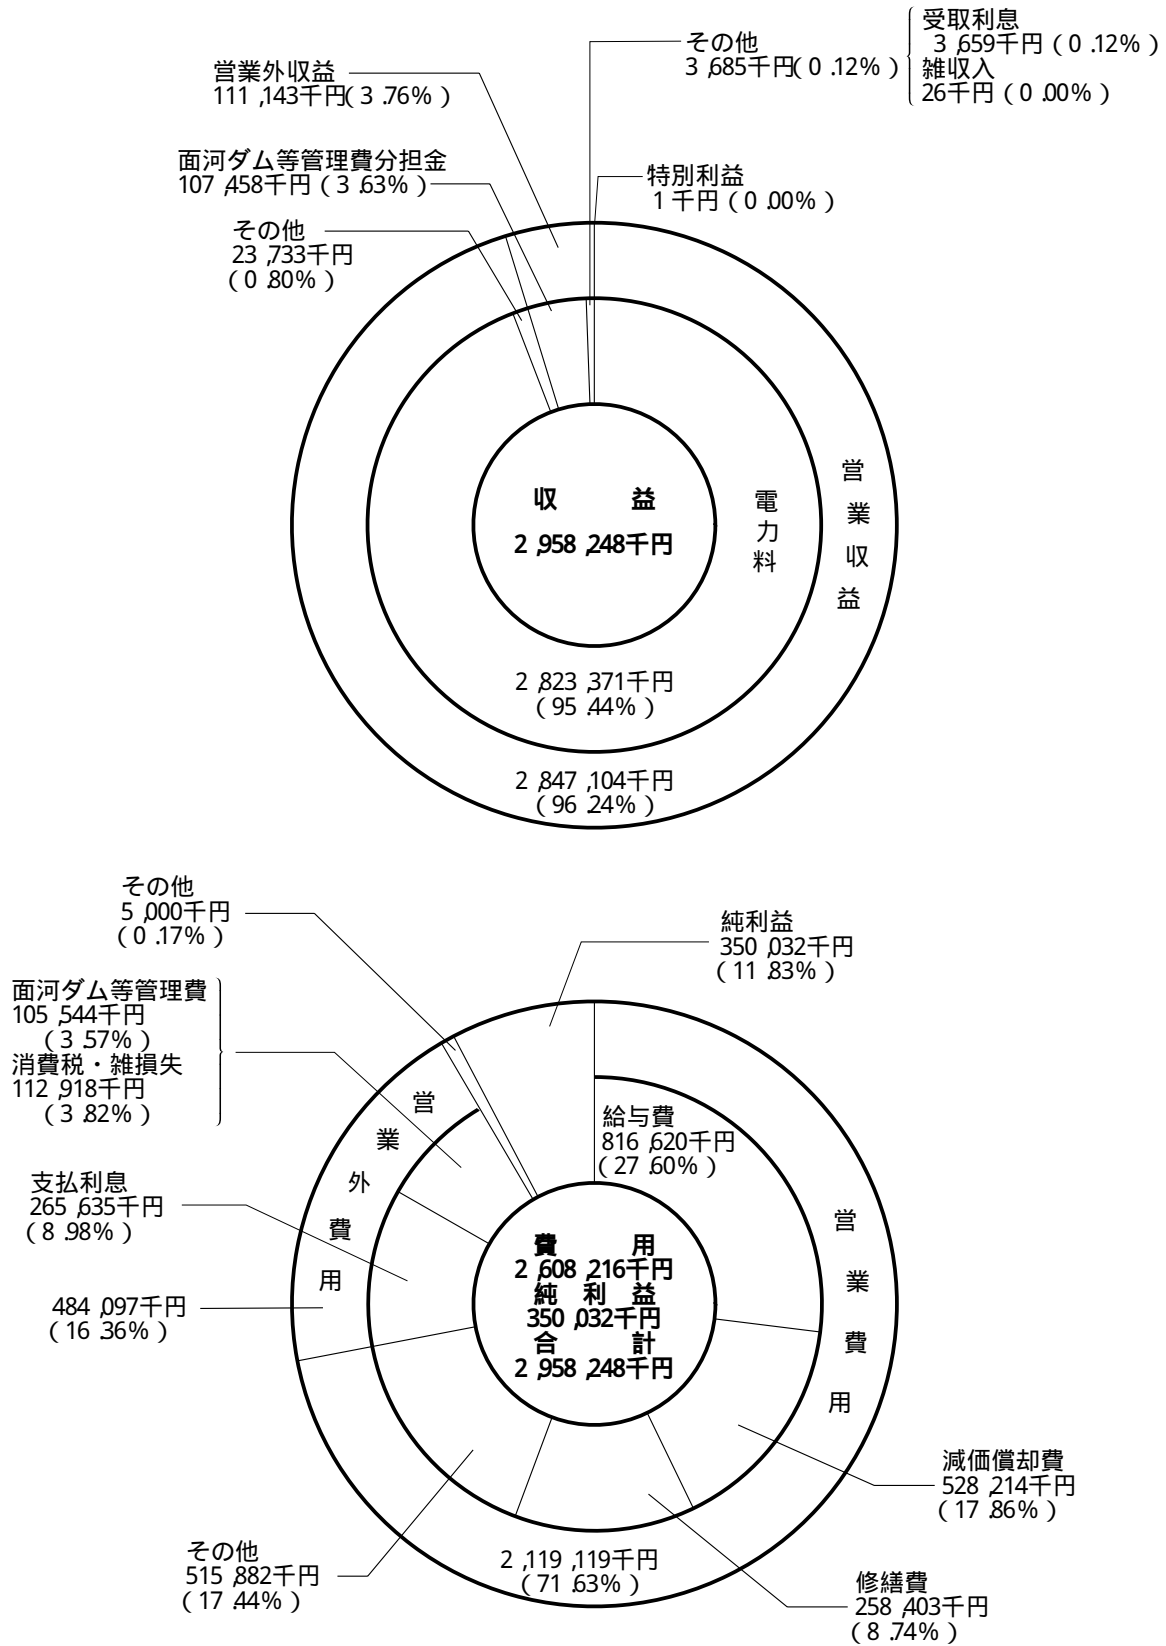 その他
3,685千円(0.12%)
受取利息
3,659千円(0.12%)
雑収入
26千円(0.00%)
営業外収益
111,143千円(3.76%)
面河ダム等管理費分担金
107,458千円(3.63%)
特別利益
1千円(0.00%)
その他
23,733千円
(0.80%)
収益
2,958,248千円
電力料
営業収益
2,823,371千円
(95.44%)
2,847,104千円
(96.24%)
その他
5,000千円
(0.17%)
純利益
350,032千円
(11.83%)
面河ダム等管理費
105,544千円
(3.57%)
消費税・雑損失
112,918千円
(3.82%)
営業外費用
給与費
816,620千円
(27.60%)
支払利息
265,635千円
(8.98%)
484,097千円
(16.36%)
費用
2,608,216千円
純利益
350,032千円
合計
2,958,248千円
営業費用
減価償却費
528,214千円
(17.86%)
その他
515,882千円
(17.44%)
2,119,119千円
(71.63%)
修繕費
258,403千円
(8.74%)